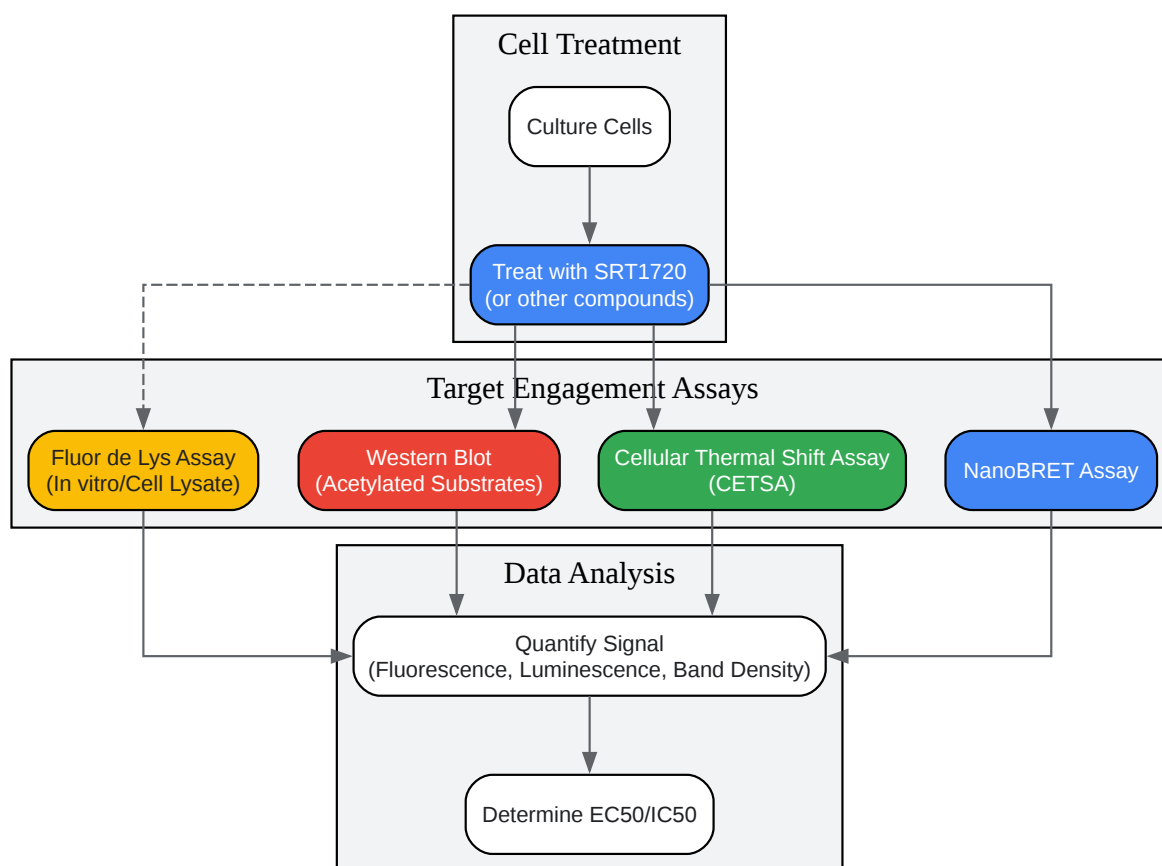 Cell Treatment
Culture Cells
Treat with SRT1720
(or other compounds)
Target Engagement Assays
Fluor de Lys Assay
(In vitro/Cell Lysate)
Western Blot
(Acetylated Substrates)
Cellular Thermal Shift Assay
(CETSA)
NanoBRET Assay
Data Analysis
Quantify Signal
(Fluorescence, Luminescence, Band Density)
Determine EC50/IC50